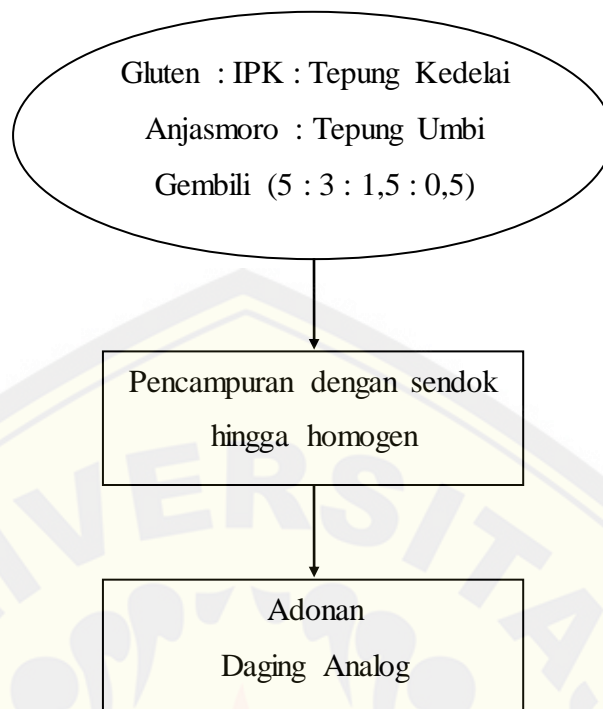 Gluten : IPK : Tepung Kedelai
Anjasmoro : Tepung Umbi
Gembili (5 : 3 : 1,5 : 0,5)
Pencampuran dengan sendok
hingga homogen
Adonan
Daging Analog